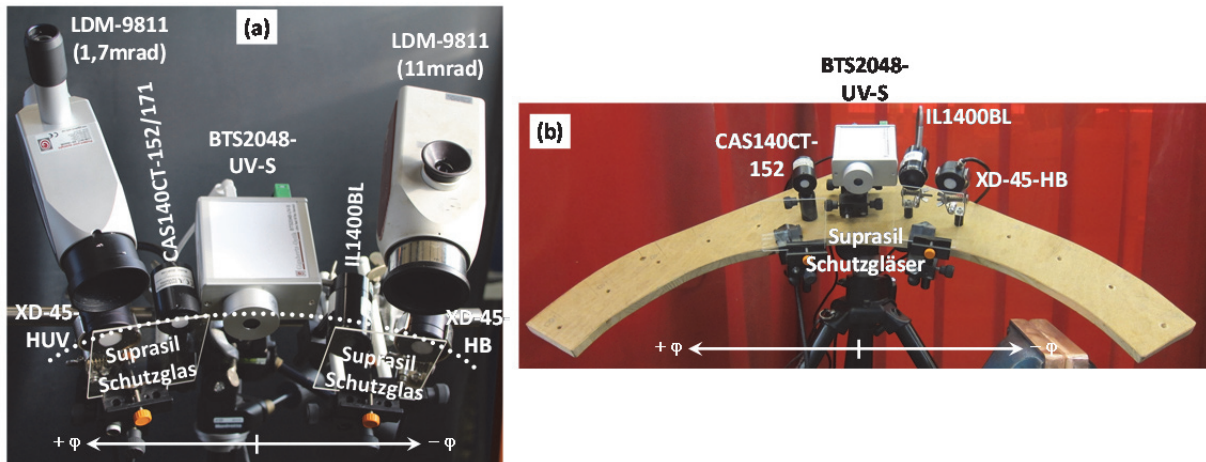 (a)
LDM-9811
(1,7mrad)
LDM-9811
(11mrad)
CAS140CT-152/171
BTS2048-
UV-S
IL1400BL
XD-45-
HUV
XD-45-
HB
Suprasil
Schutzglas
Suprasil
Schutzglas
+ φ
− φ
(b)
BTS2048-
UV-S
IL1400BL
CAS140CT-
152
XD-45-HB
Suprasil
Schutzgläser
+ φ
− φ